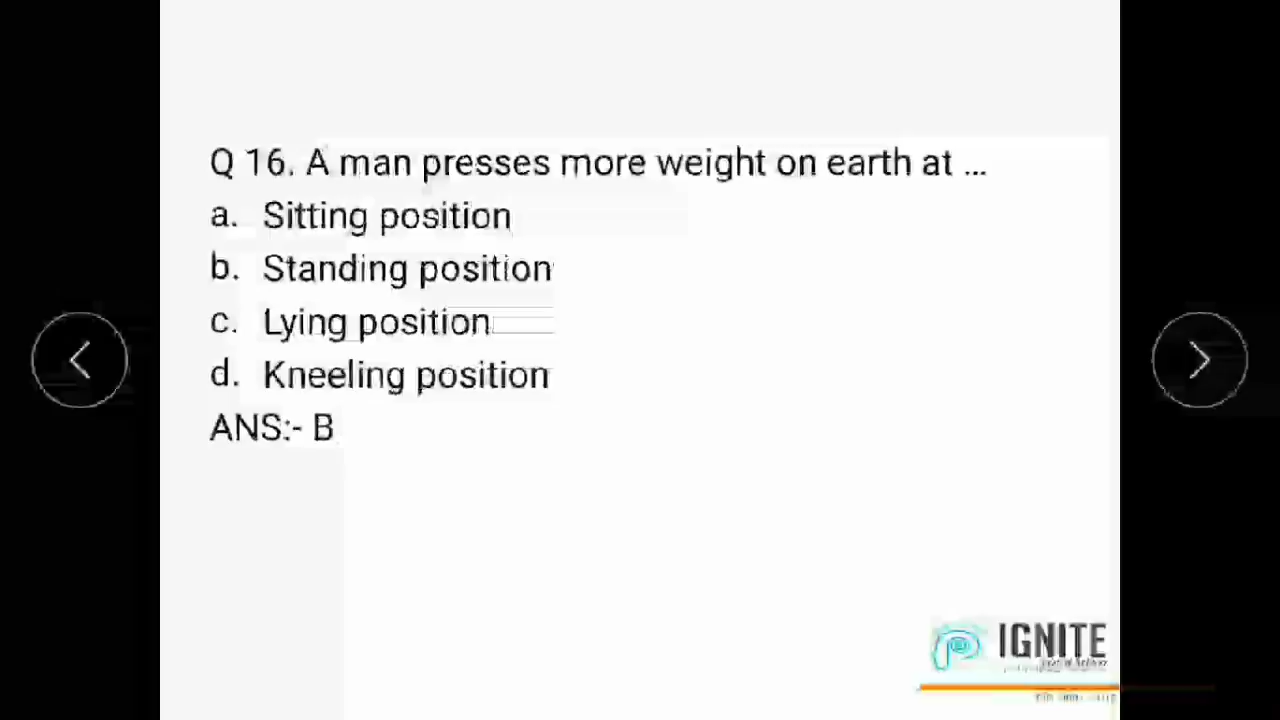 Q 16. A man presses more weight on earth at ...
a. Sitting position
b. Standing position
c. Lying position
d. Kneeling position
ANS:- B
IGNITE